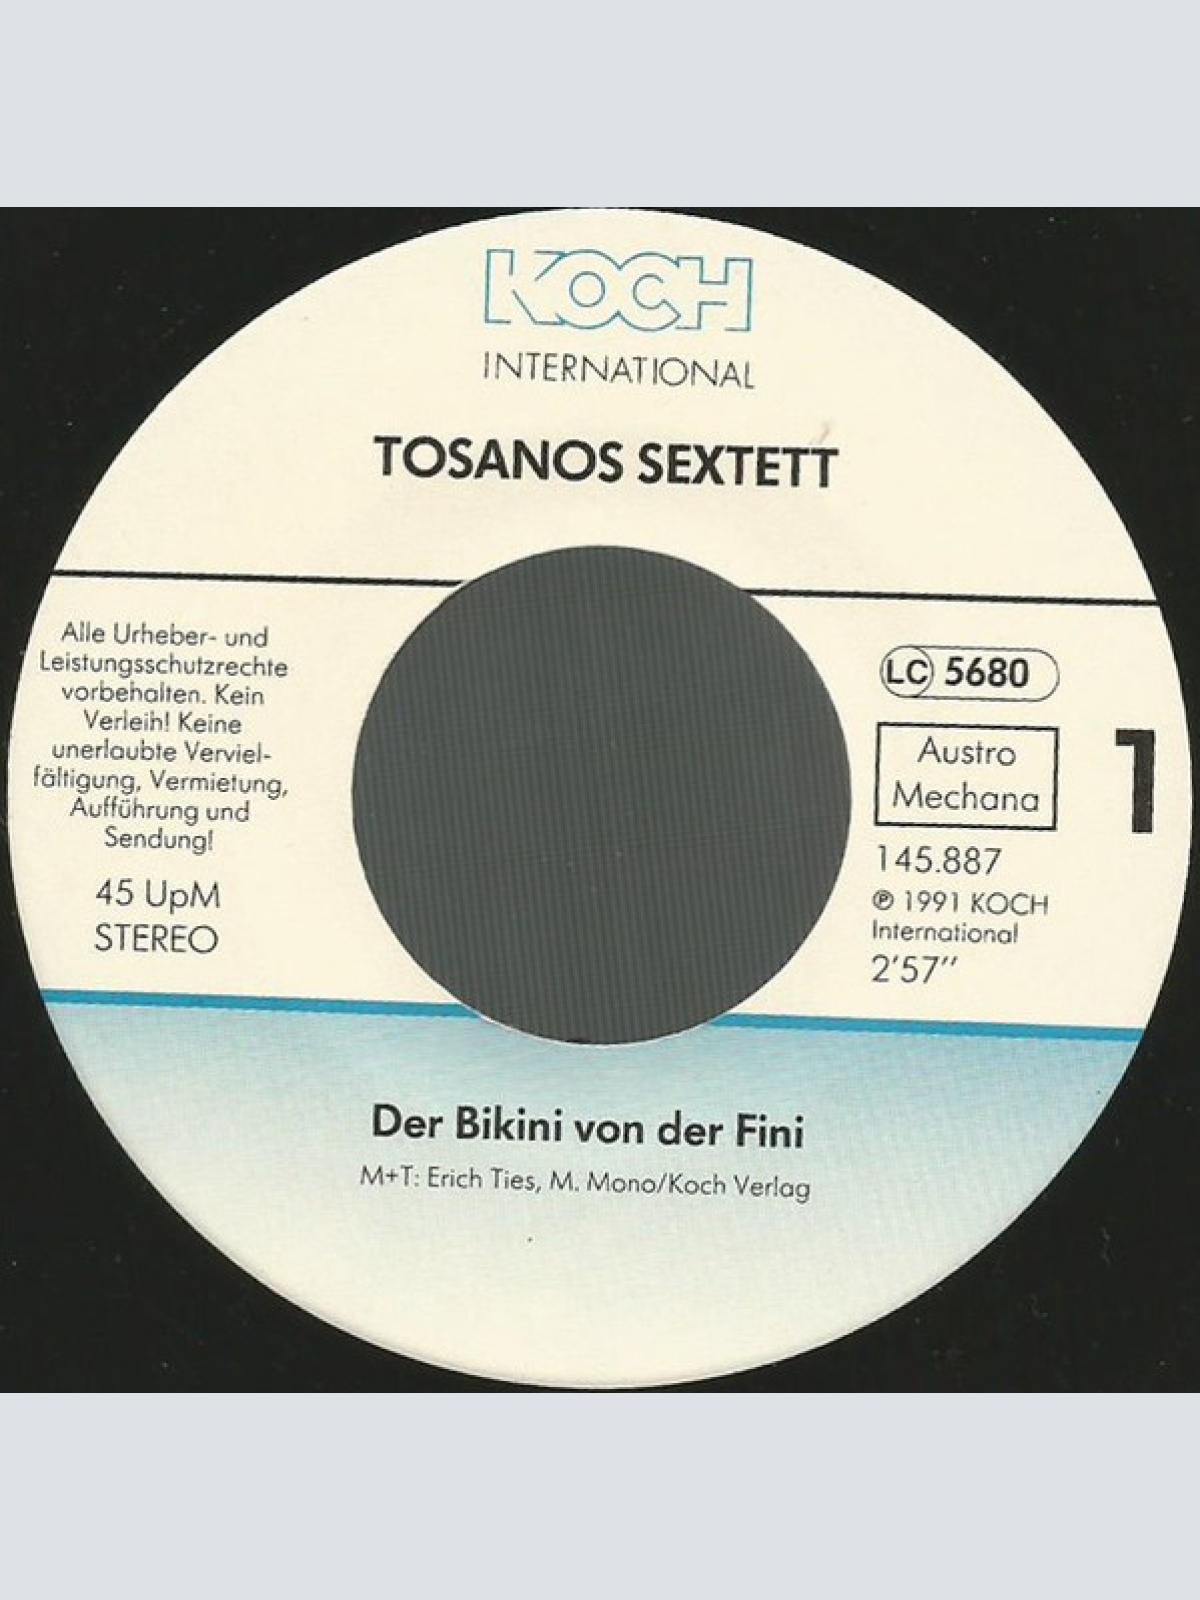 KOCH
INTERNATIONAL
TOSANOS SEXTETT
Alle Urheber- und
Leistungsschutzrechte
vorbehalten. Kein
Verleih! Keine
unerlaubte Verviel-
fältigung, Vermietung,
Aufführung und
Sendung!
45 UpM
STEREO
LC 5680
Austro
Mechana
1
145.887
℗ 1991 KOCH
International
2'57''
Der Bikini von der Fini
M+T: Erich Ties, M. Mono/Koch Verlag